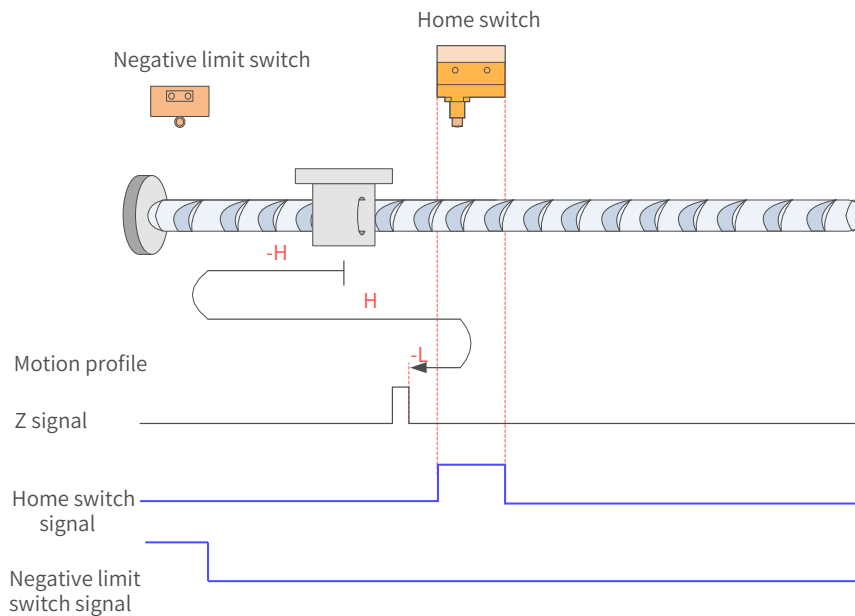 Home switch
Negative limit switch
-H
H
-L
Motion profile
Z signal
Home switch
signal
Negative limit
switch signal